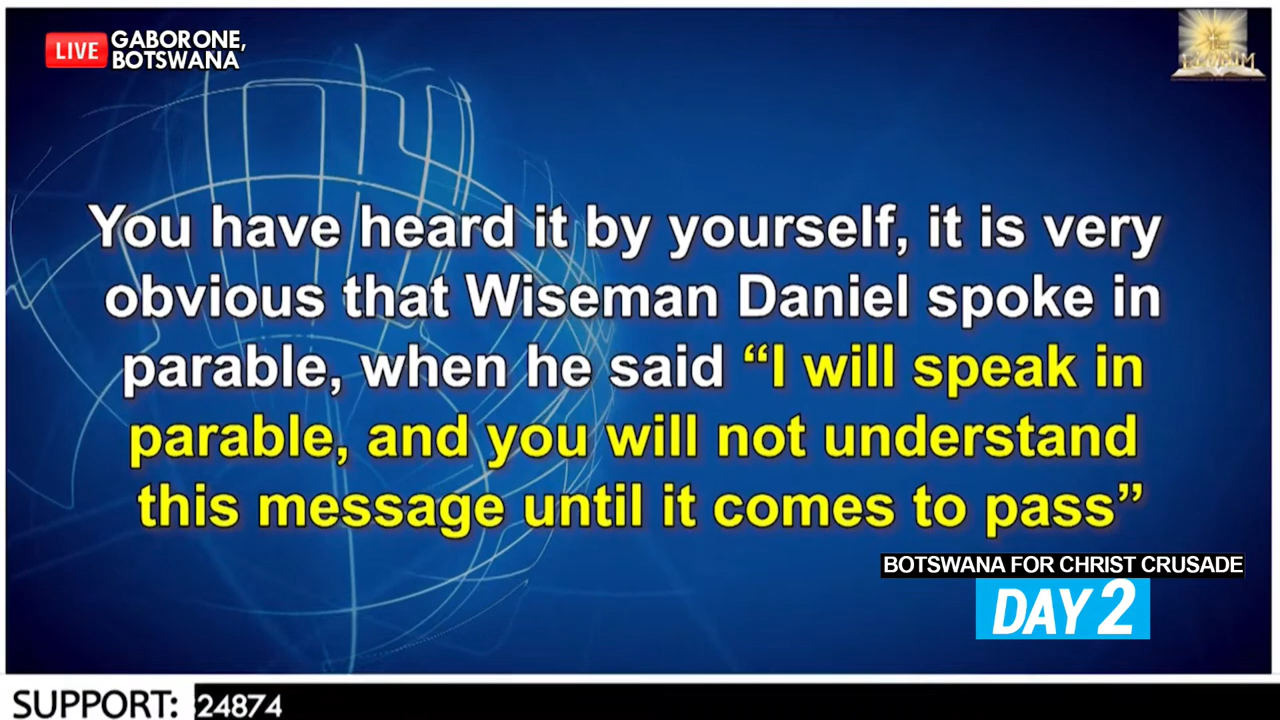 LIVE
GABORONE,
BOTSWANA
You have heard it by yourself, it is very
obvious that Wiseman Daniel spoke in
parable, when he said “I will speak in
parable, and you will not understand
this message until it comes to pass”
BOTSWANA FOR CHRIST CRUSADE
DAY 2
SUPPORT: 24874